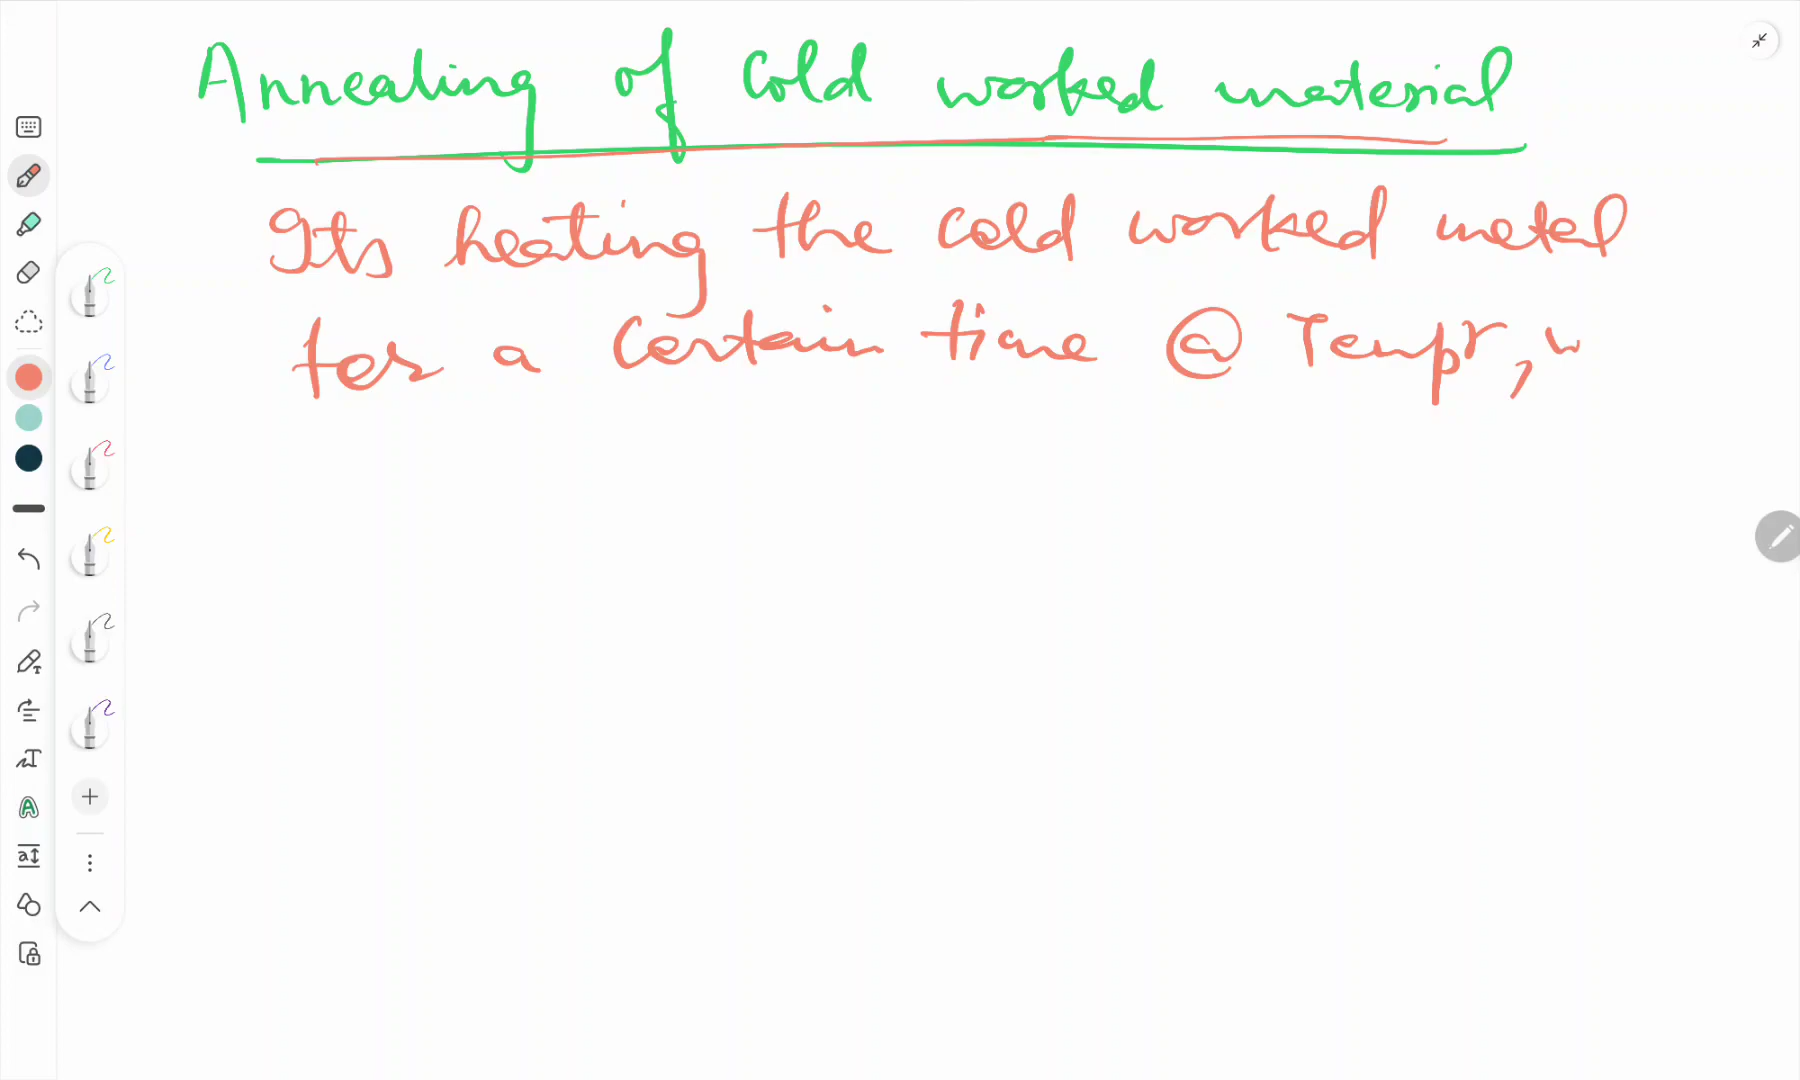 Annealing of cold worked material
Its heating the cold worked metal
for a certain time @ Tempr, w